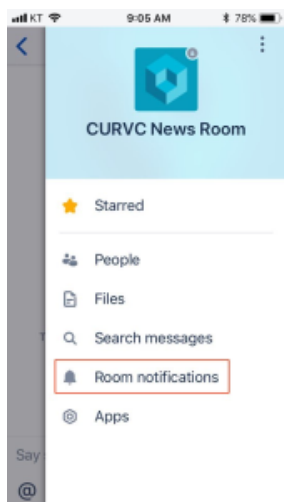 KT 9:05 AM 78%
CURVC News Room
Starred
People
Files
T
Search messages
Room notifications
Apps
Say
@